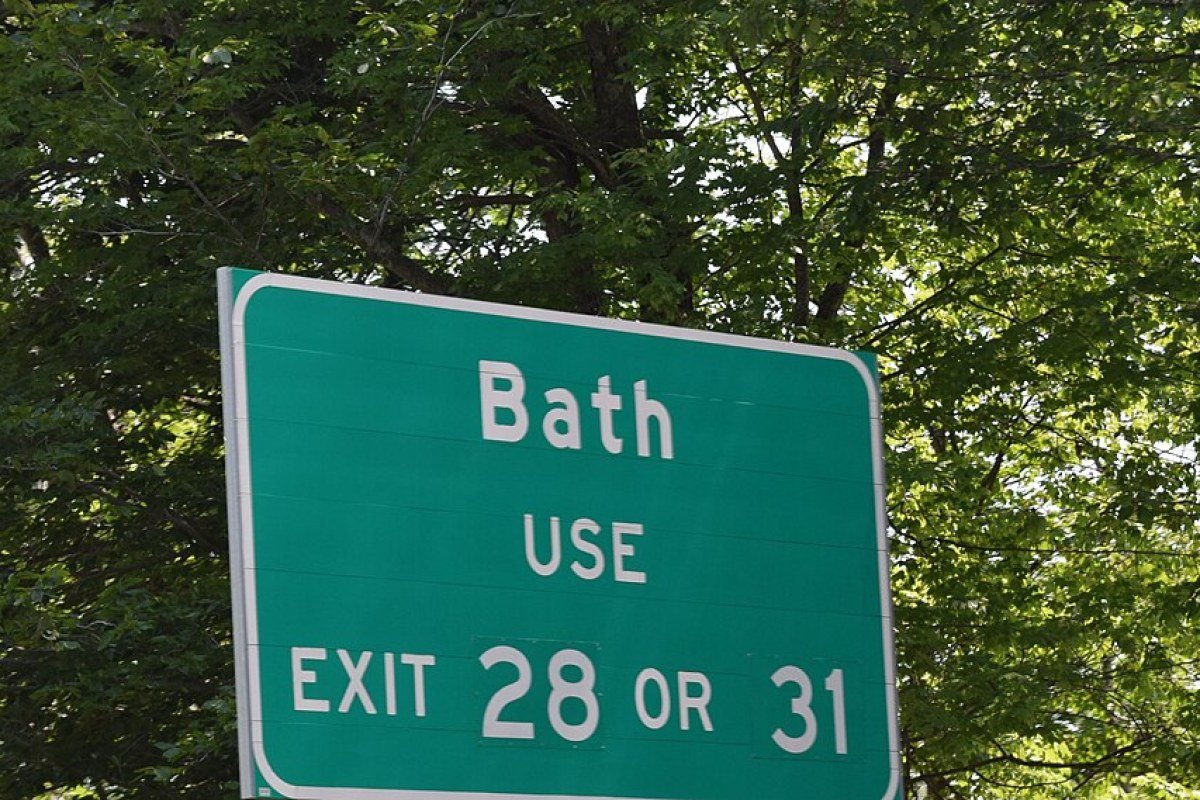 Bath
USE
EXIT 28 OR 31